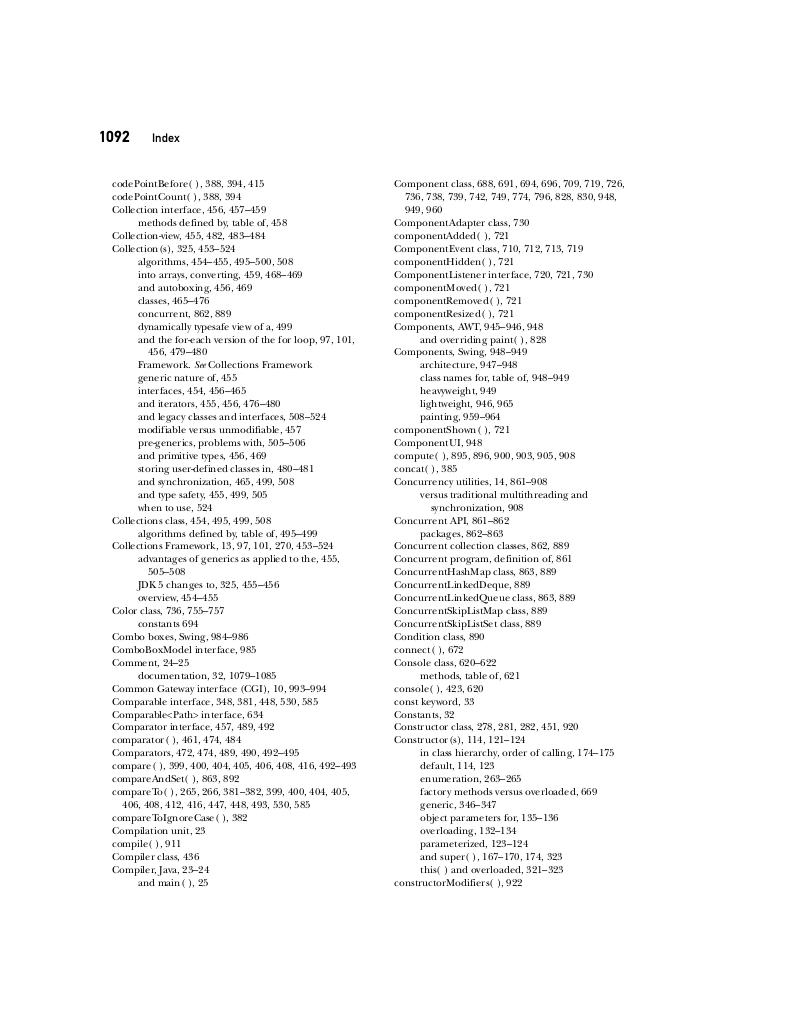 1092 Index
codePointBefore( ), 388, 394, 415
codePointCount( ), 388, 394
Collection interface, 456, 457–459
methods defined by, table of, 458
Collection-view, 455, 482, 483–484
Collection(s), 325, 453–524
algorithms, 454–455, 495–500, 508
into arrays, converting, 459, 468–469
and autoboxing, 456, 469
classes, 465–476
concurrent, 862, 889
dynamically typesafe view of a, 499
and the for-each version of the for loop, 97, 101,
456, 479–480
Framework. See Collections Framework
generic nature of, 455
interfaces, 454, 456–465
and iterators, 455, 456, 476–480
and legacy classes and interfaces, 508–524
modifiable versus unmodifiable, 457
pre-generics, problems with, 505–506
and primitive types, 456, 469
storing user-defined classes in, 480–481
and synchronization, 465, 499, 508
and type safety, 455, 499, 505
when to use, 524
Collections class, 454, 495, 499, 508
algorithms defined by, table of, 495–499
Collections Framework, 13, 97, 101, 270, 453–524
advantages of generics as applied to the, 455,
505–508
JDK 5 changes to, 325, 455–456
overview, 454–455
Color class, 736, 755–757
constants 694
Combo boxes, Swing, 984–986
ComboBoxModel interface, 985
Comment, 24–25
documentation, 32, 1079–1085
Common Gateway interface (CGI), 10, 993–994
Comparable interface, 348, 381, 448, 530, 585
Comparable<Path> interface, 634
Comparator interface, 457, 489, 492
comparator( ), 461, 474, 484
Comparators, 472, 474, 489, 490, 492–495
compare( ), 399, 400, 404, 405, 406, 408, 416, 492–493
compareAndSet( ), 863, 892
compareTo( ), 265, 266, 381–382, 399, 400, 404, 405,
406, 408, 412, 416, 447, 448, 493, 530, 585
compareToIgnoreCase( ), 382
Compilation unit, 23
compile( ), 911
Compiler class, 436
Compiler, Java, 23–24
and main( ), 25
Component class, 688, 691, 694, 696, 709, 719, 726,
736, 738, 739, 742, 749, 774, 796, 828, 830, 948,
949, 960
ComponentAdapter class, 730
componentAdded( ), 721
ComponentEvent class, 710, 712, 713, 719
componentHidden( ), 721
ComponentListener interface, 720, 721, 730
componentMoved( ), 721
componentRemoved( ), 721
componentResized( ), 721
Components, AWT, 945–946, 948
and overriding paint( ), 828
Components, Swing, 948–949
architecture, 947–948
class names for, table of, 948–949
heavyweight, 949
lightweight, 946, 965
painting, 959–964
componentShown( ), 721
ComponentUI, 948
compute( ), 895, 896, 900, 903, 905, 908
concat( ), 385
Concurrency utilities, 14, 861–908
versus traditional multithreading and
synchronization, 908
Concurrent API, 861–862
packages, 862–863
Concurrent collection classes, 862, 889
Concurrent program, definition of, 861
ConcurrentHashMap class, 863, 889
ConcurrentLinkedDeque, 889
ConcurrentLinkedQueue class, 863, 889
ConcurrentSkipListMap class, 889
ConcurrentSkipListSet class, 889
Condition class, 890
connect( ), 672
Console class, 620–622
methods, table of, 621
console( ), 423, 620
const keyword, 33
Constants, 32
Constructor class, 278, 281, 282, 451, 920
Constructor(s), 114, 121–124
in class hierarchy, order of calling, 174–175
default, 114, 123
enumeration, 263–265
factory methods versus overloaded, 669
generic, 346–347
object parameters for, 135–136
overloading, 132–134
parameterized, 123–124
and super( ), 167–170, 174, 323
this( ) and overloaded, 321–323
constructorModifiers( ), 922